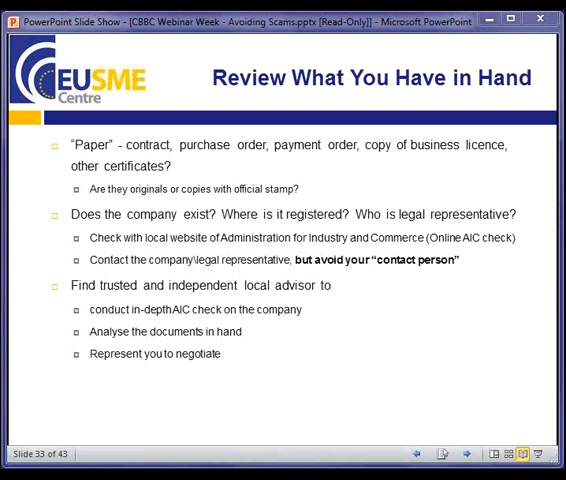 PowerPoint Slide Show - [CBBC Webinar Week - Avoiding Scams.pptx [Read-Only]] - Microsoft PowerPoint
EUSME
Centre
Review What You Have in Hand
"Paper" - contract, purchase order, payment order, copy of business licence,
other certificates?
Are they originals or copies with official stamp?
Does the company exist? Where is it registered? Who is legal representative?
Check with local website of Administration for Industry and Commerce (Online AIC check)
Contact the company\legal representative, but avoid your "contact person"
Find trusted and independent local advisor to
conduct in-depth AIC check on the company
Analyse the documents in hand
Represent you to negotiate
Slide 33 of 43